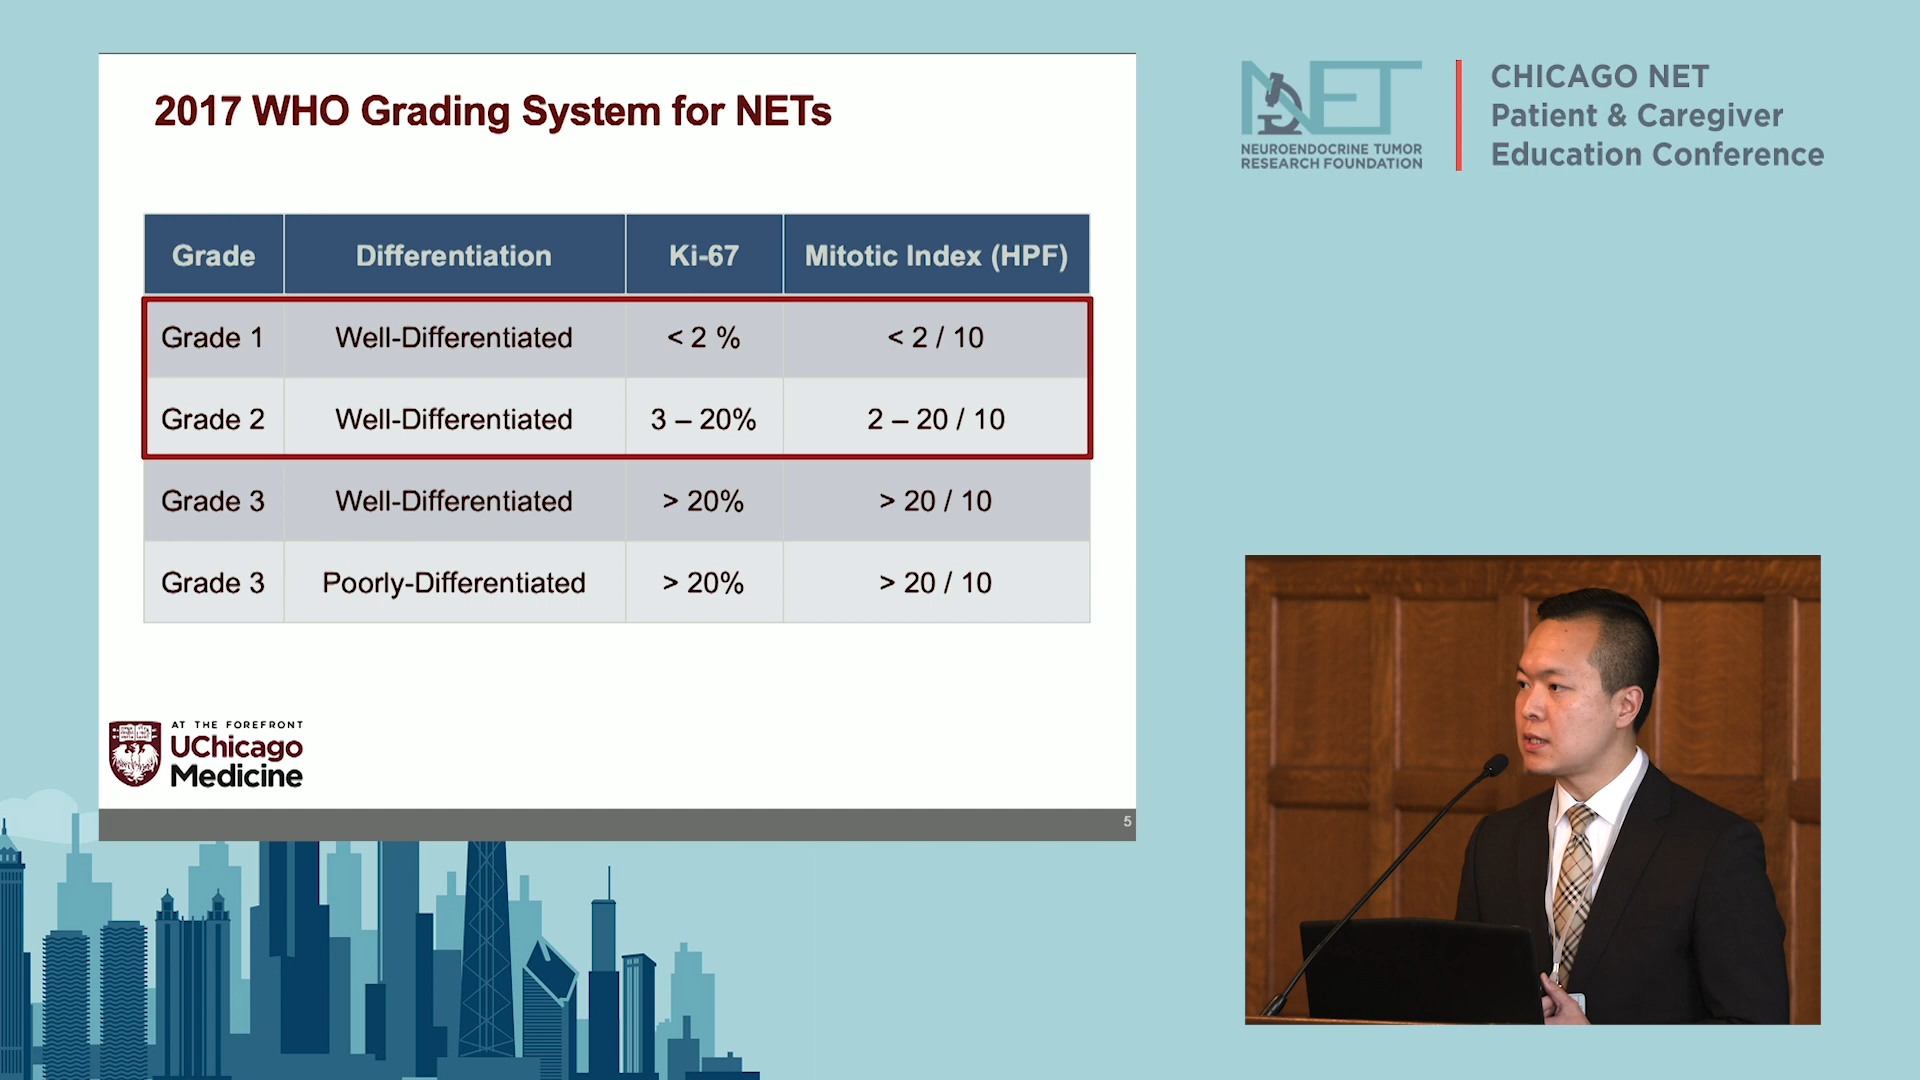 2017 WHO Grading System for NETs
Grade Differentiation Ki-67 Mitotic Index (HPF)
Grade 1 Well-Differentiated < 2 % < 2 / 10
Grade 2 Well-Differentiated 3 – 20% 2 – 20 / 10
Grade 3 Well-Differentiated > 20% > 20 / 10
Grade 3 Poorly-Differentiated > 20% > 20 / 10
AT THE FOREFRONT
UChicago
Medicine
5
NET
NEUROENDOCRINE TUMOR
RESEARCH FOUNDATION
CHICAGO NET
Patient & Caregiver
Education Conference